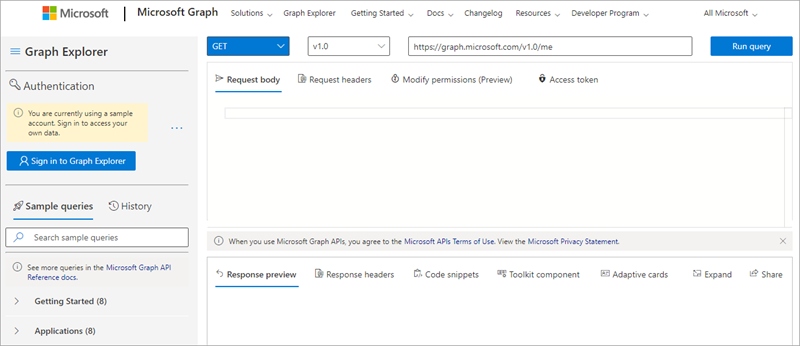 Microsoft
Microsoft Graph
Solutions
Graph Explorer
Getting Started
Docs
Changelog
Resources
Developer Program
All Microsoft
Graph Explorer
Authentication
You are currently using a sample
account. Sign in to access your
own data.
Sign in to Graph Explorer
Sample queries
History
Search sample queries
See more queries in the Microsoft Graph API
Reference docs.
Getting Started (8)
Applications (8)
GET
v1.0
https://graph.microsoft.com/v1.0/me
Run query
Request body
Request headers
Modify permissions (Preview)
Access token
When you use Microsoft Graph APIs, you agree to the Microsoft APIs Terms of Use. View the Microsoft Privacy Statement.
Response preview
Response headers
Code snippets
Toolkit component
Adaptive cards
Expand
Share